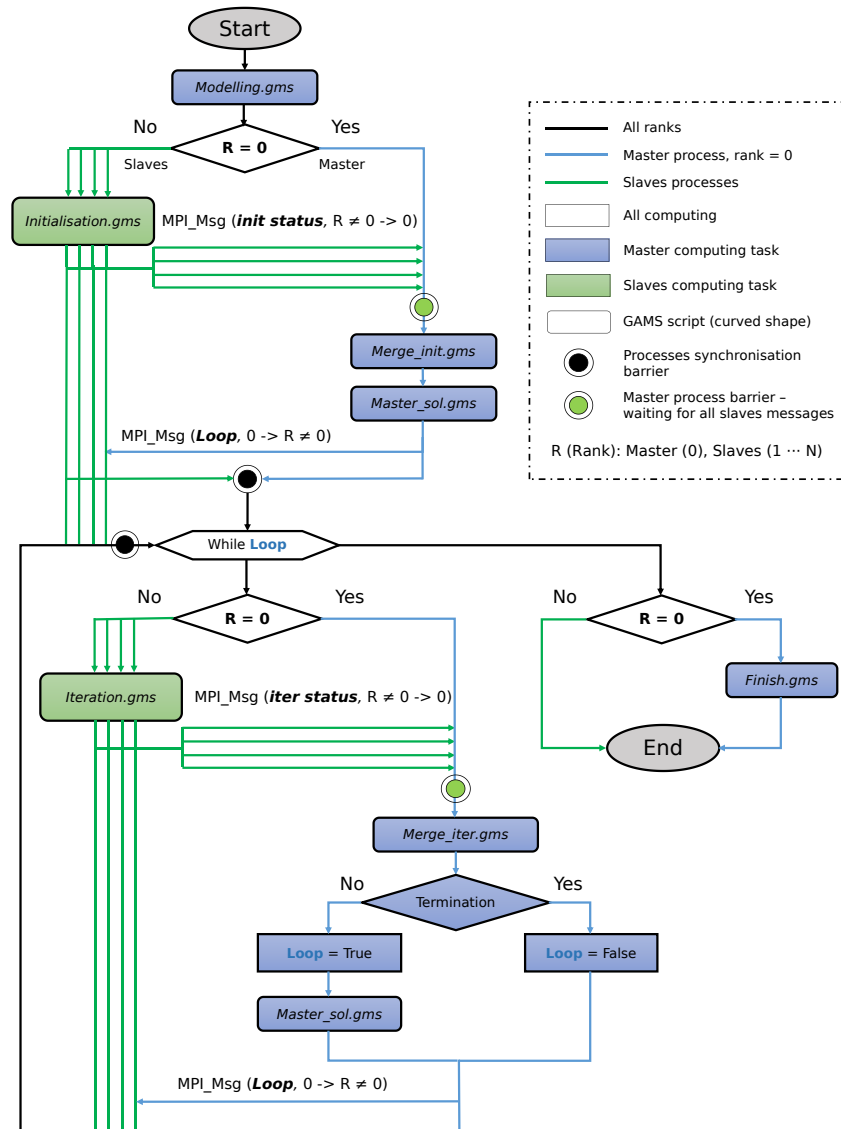 Start
Modelling.gms
No
Yes
R = 0
Slaves
Master
Initialisation.gms
MPI_Msg (init status, R ≠ 0 -> 0)
Merge_init.gms
Master_sol.gms
MPI_Msg (Loop, 0 -> R ≠ 0)
While Loop
No
Yes
R = 0
Iteration.gms
MPI_Msg (iter status, R ≠ 0 -> 0)
Merge_iter.gms
No
Yes
Termination
Loop = True
Loop = False
Master_sol.gms
MPI_Msg (Loop, 0 -> R ≠ 0)
No
Yes
R = 0
Finish.gms
End
All ranks
Master process, rank = 0
Slaves processes
All computing
Master computing task
Slaves computing task
GAMS script (curved shape)
Processes synchronisation
barrier
Master process barrier –
waiting for all slaves messages
R (Rank): Master (0), Slaves (1 ··· N)